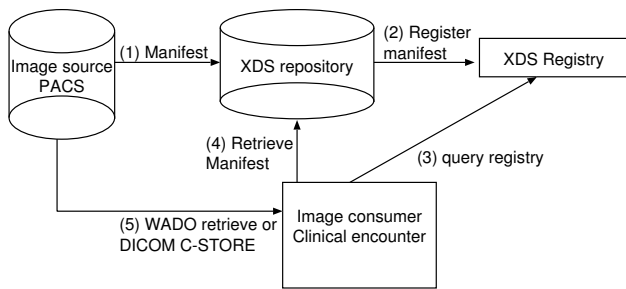 Image source
PACS
(1) Manifest
XDS repository
(2) Register
manifest
XDS Registry
(4) Retrieve
Manifest
(3) query registry
(5) WADO retrieve or
DICOM C-STORE
Image consumer
Clinical encounter